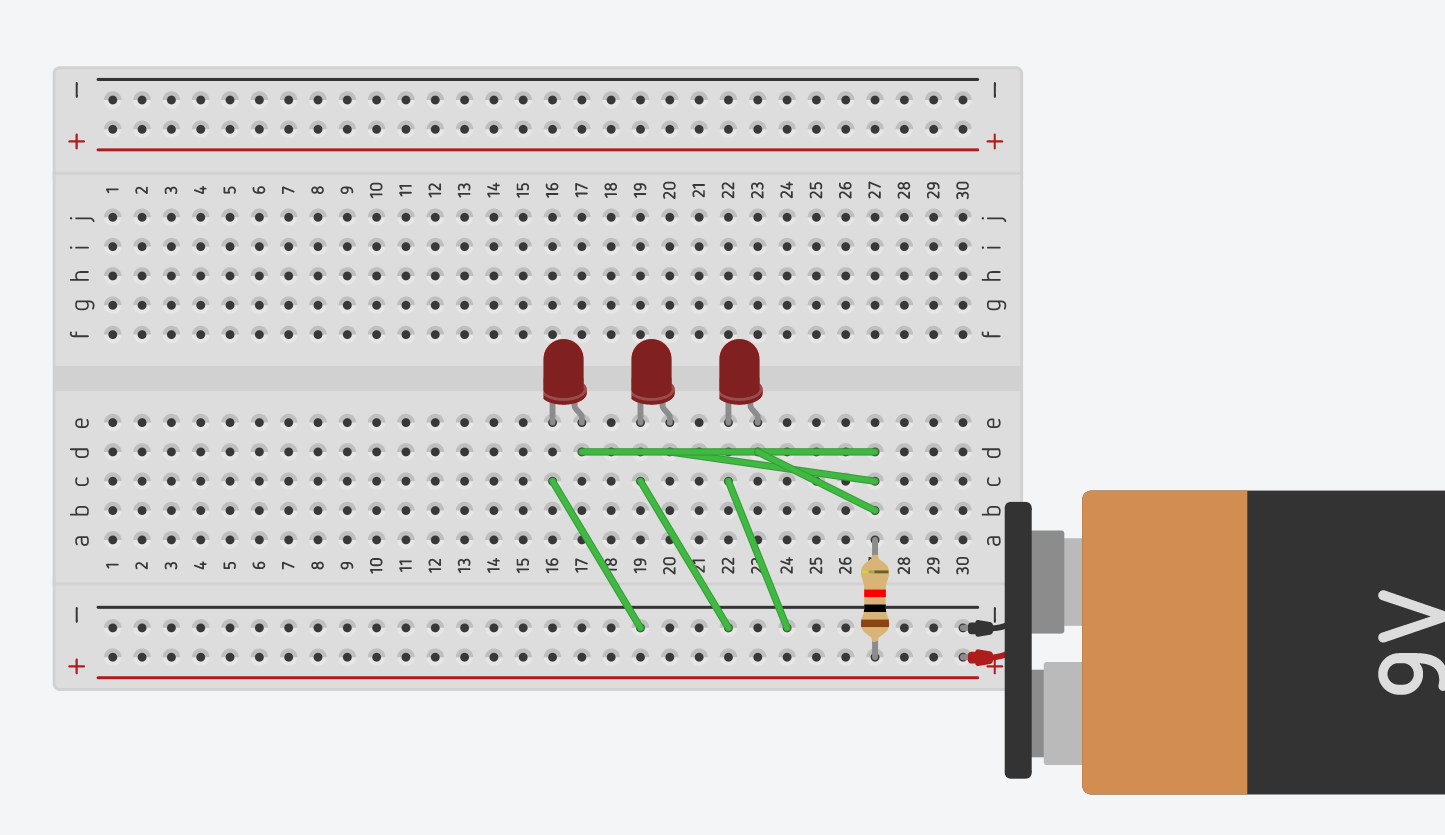 − −
+ +
1 2 3 4 5 6 7 8 9 10 11 12 13 14 15 16 17 18 19 20 21 22 23 24 25 26 27 28 29 30
j j
i i
h h
g g
f f
e e
d d
c c
b b
a a
1 2 3 4 5 6 7 8 9 10 11 12 13 14 15 16 17 18 19 20 21 22 23 24 25 26 28 29 30
− −
+ +
9V